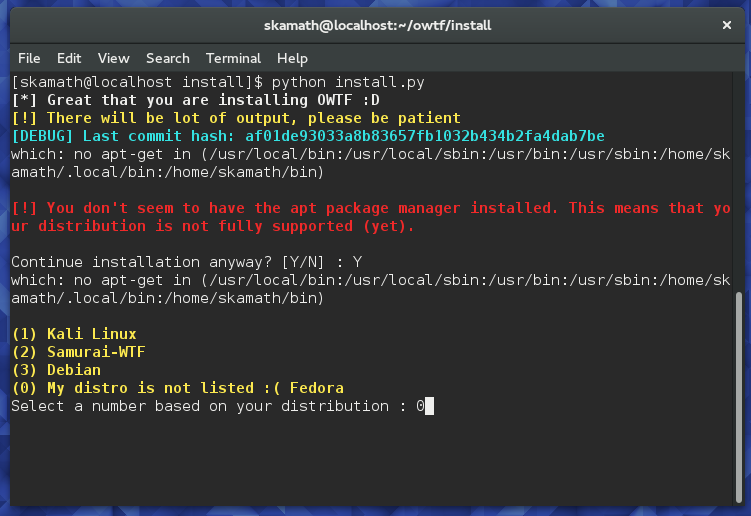 skamath@localhost:~/owtf/install
×
File Edit View Search Terminal Help
[skamath@localhost install]$ python install.py
[*] Great that you are installing OWTF :D
[!] There will be lot of output, please be patient
[DEBUG] Last commit hash: af01de93033a8b83657fb1032b434b2fa4dab7be
which: no apt-get in (/usr/local/bin:/usr/local/sbin:/usr/bin:/usr/sbin:/home/sk
amath/.local/bin:/home/skamath/bin)
[!] You don't seem to have the apt package manager installed. This means that yo
ur distribution is not fully supported (yet).
Continue installation anyway? [Y/N] : Y
which: no apt-get in (/usr/local/bin:/usr/local/sbin:/usr/bin:/usr/sbin:/home/sk
amath/.local/bin:/home/skamath/bin)
(1) Kali Linux
(2) Samurai-WTF
(3) Debian
(0) My distro is not listed :( Fedora
Select a number based on your distribution : 0